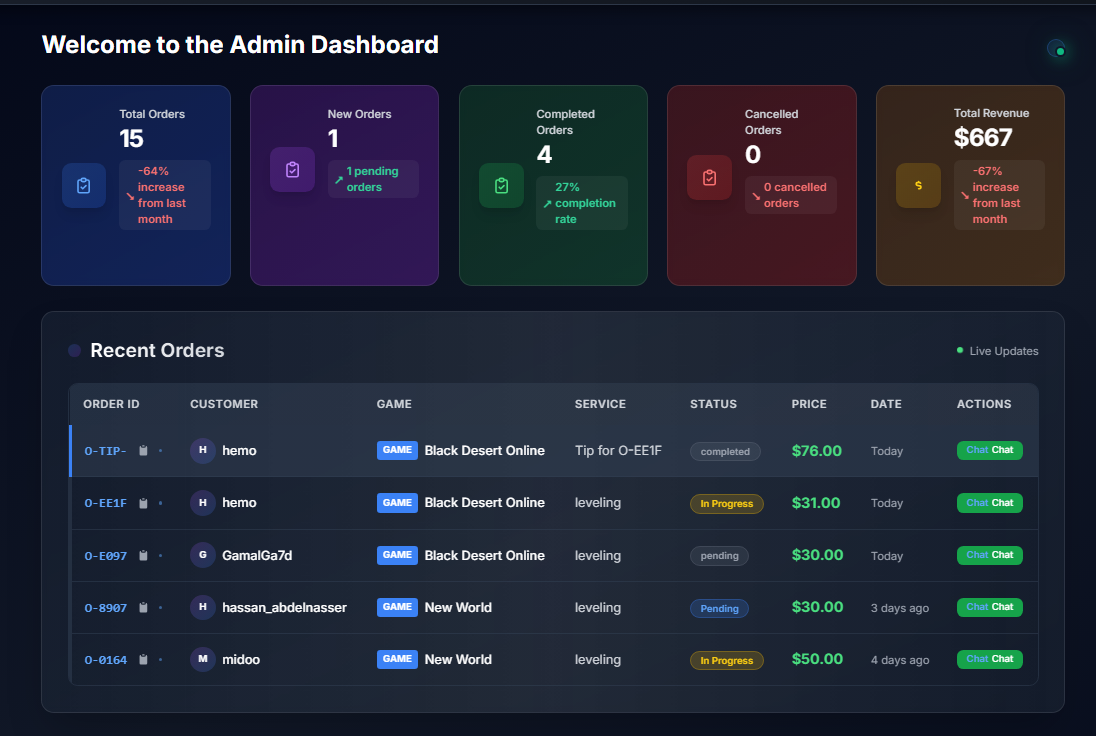 Welcome to the Admin Dashboard
Total Orders
15
↘ -64% increase from last month
New Orders
1
↗ 1 pending orders
Completed Orders
4
↗ 27% completion rate
Cancelled Orders
0
↘ 0 cancelled orders
$
Total Revenue
$667
↘ -67% increase from last month
Recent Orders
Live Updates
ORDER ID CUSTOMER GAME SERVICE STATUS PRICE DATE ACTIONS
O-TIP- H hemo GAME Black Desert Online Tip for O-EE1F completed $76.00 Today Chat Chat
O-EE1F H hemo GAME Black Desert Online leveling In Progress $31.00 Today Chat Chat
O-E097 G GamalGa7d GAME Black Desert Online leveling pending $30.00 Today Chat Chat
O-8907 H hassan_abdelnasser GAME New World leveling Pending $30.00 3 days ago Chat Chat
O-0164 M midoo GAME New World leveling In Progress $50.00 4 days ago Chat Chat